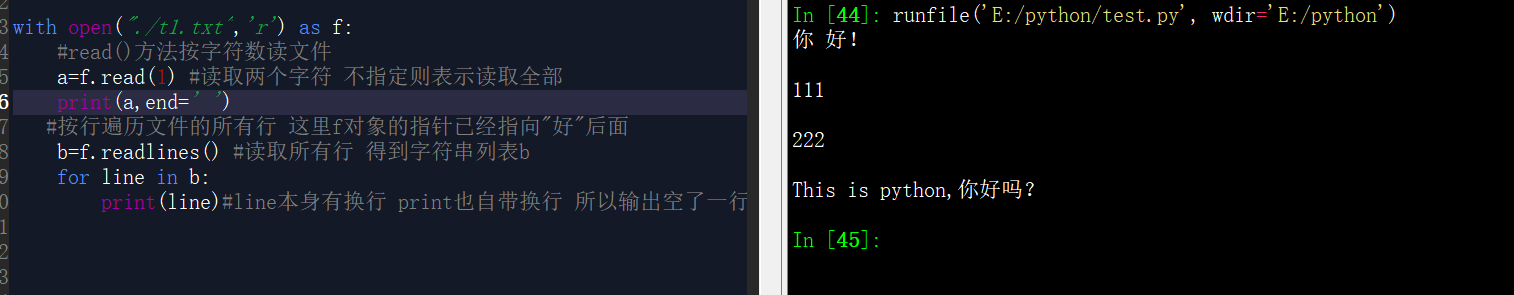 2
3 with open("./t1.txt",'r') as f:
4 #read()方法按字符数读文件
5 a=f.read(1) #读取两个字符 不指定则表示读取全部
6 print(a,end=' ')
7 #按行遍历文件的所有行 这里f对象的指针已经指向"好"后面
8 b=f.readlines() #读取所有行 得到字符串列表b
9 for line in b:
0 print(line)#line本身有换行 print也自带换行 所以输出空了一行
1
2
3
In [44]: runfile('E:/python/test.py', wdir='E:/python')
你 好!
111
222
This is python,你好吗?
In [45]: